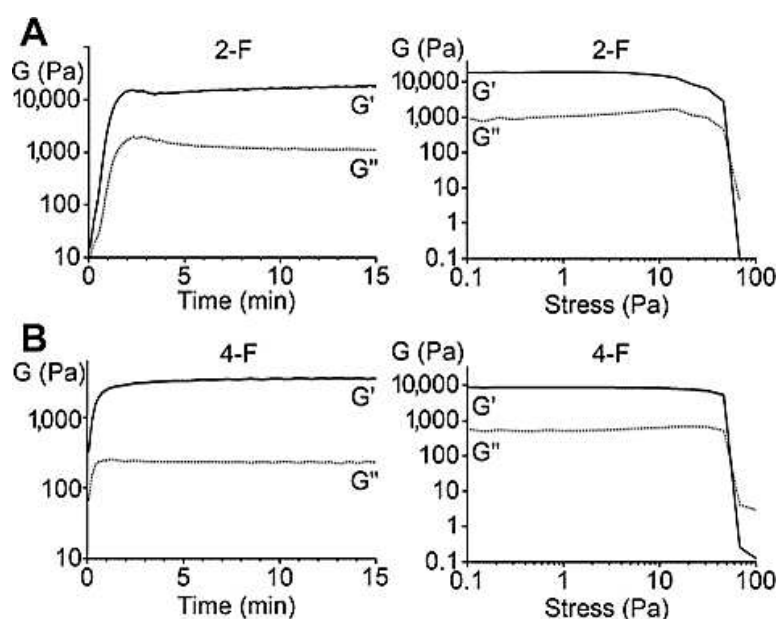 A
2-F
G (Pa)
10,000
1,000
100
10
G'
G"
0
5
10
15
Time (min)
2-F
G (Pa)
10,000
1,000
100
10
1
0.1
G'
G"
0.1
1
10
100
Stress (Pa)
B
4-F
G (Pa)
1,000
100
10
G'
G"
0
5
10
15
Time (min)
4-F
G (Pa)
10,000
1,000
100
10
1
0.1
G'
G"
0.1
1
10
100
Stress (Pa)